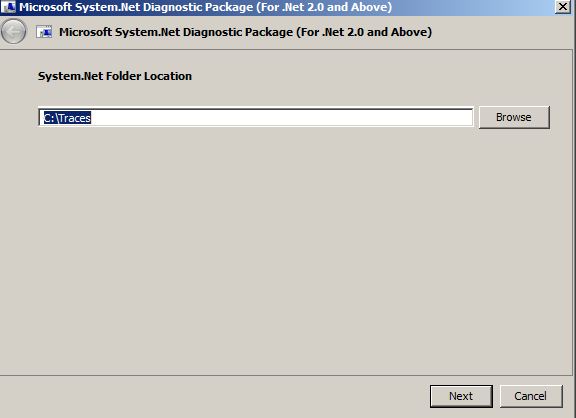 Microsoft System.Net Diagnostic Package (For .Net 2.0 and Above)
Microsoft System.Net Diagnostic Package (For .Net 2.0 and Above)
System.Net Folder Location
C:\Traces
Browse
Next
Cancel